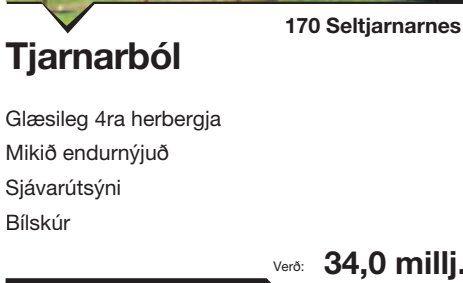 170 Seltjarnarnes
Tjarnarból
Glæsileg 4ra herbergja
Mikið endurnýjuð
Sjávarútsýni
Bílskúr
Verð: 34,0 millj.